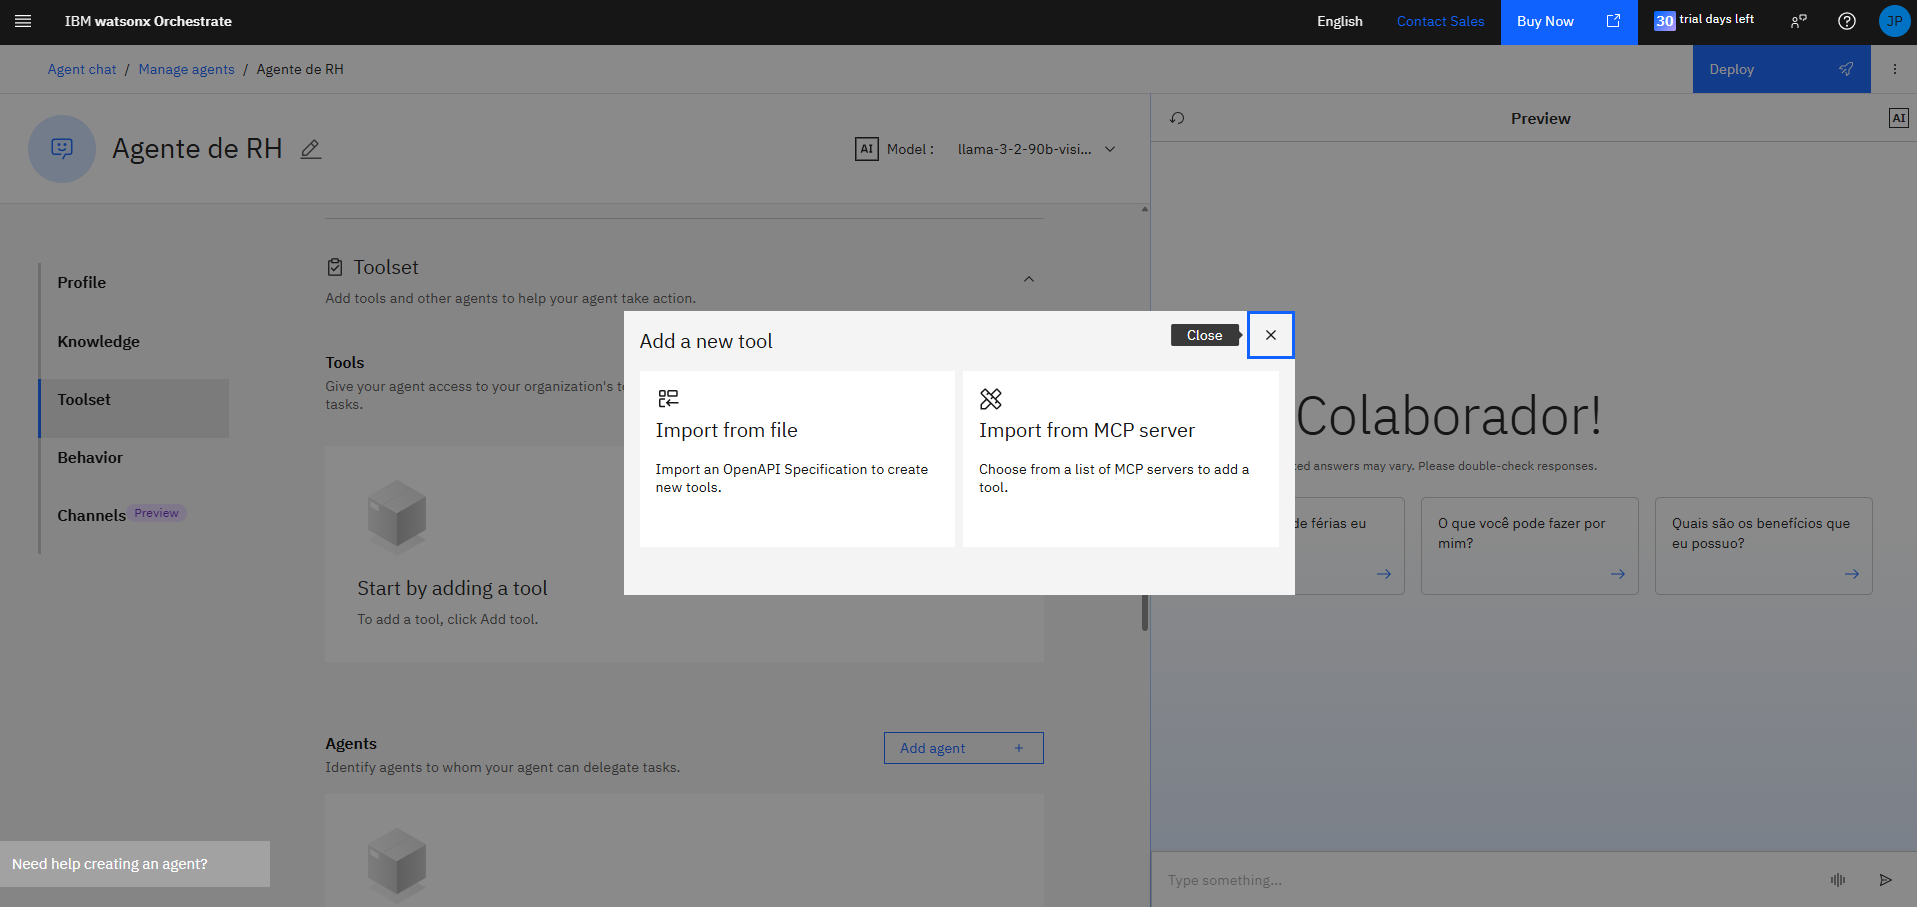 IBM watsonx Orchestrate
English
Contact Sales
Buy Now
30 trial days left
JP
Agent chat / Manage agents / Agente de RH
Deploy
Agente de RH
AI Model : llama-3-2-90b-visi...
Preview
AI
Profile
Knowledge
Toolset
Behavior
Channels Preview
Toolset
Add tools and other agents to help your agent take action.
Tools
Give your agent access to your organization's
tasks.
Start by adding a tool
To add a tool, click Add tool.
Agents
Identify agents to whom your agent can delegate tasks.
Add agent +
Need help creating an agent?
Add a new tool
Close
Import from file
Import an OpenAPI Specification to create
new tools.
Import from MCP server
Choose from a list of MCP servers to add a
tool.
Colaborador!
answers may vary. Please double-check responses.
de férias eu
O que você pode fazer por
mim?
Quais são os benefícios que
eu possuo?
Type something...